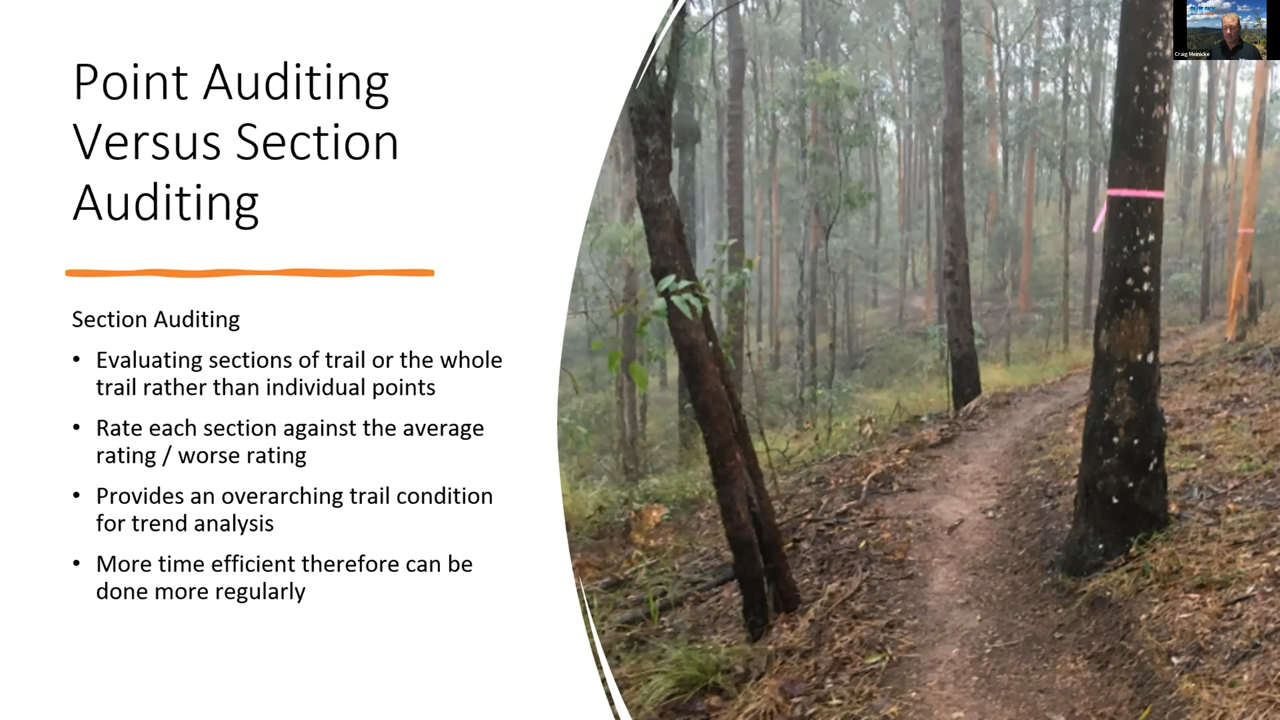 Point Auditing
Versus Section
Auditing
Section Auditing
• Evaluating sections of trail or the whole
trail rather than individual points
• Rate each section against the average
rating / worse rating
• Provides an overarching trail condition
for trend analysis
• More time efficient therefore can be
done more regularly
Craig Meinicke